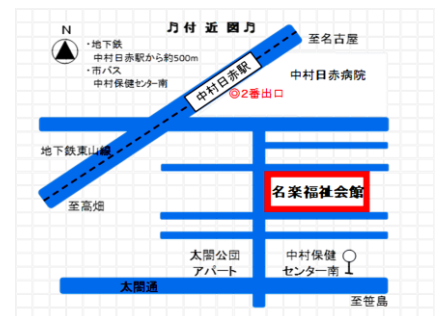 N
付近図
・地下鉄
中村日赤駅から約500m
・市バス
中村保健センター南
至名古屋
中村日赤病院
中村日赤駅
◎2番出口
地下鉄東山線
至高畑
名楽福祉会館
太閤公団
アパート
中村保健
センター南
太閤通
至笹島